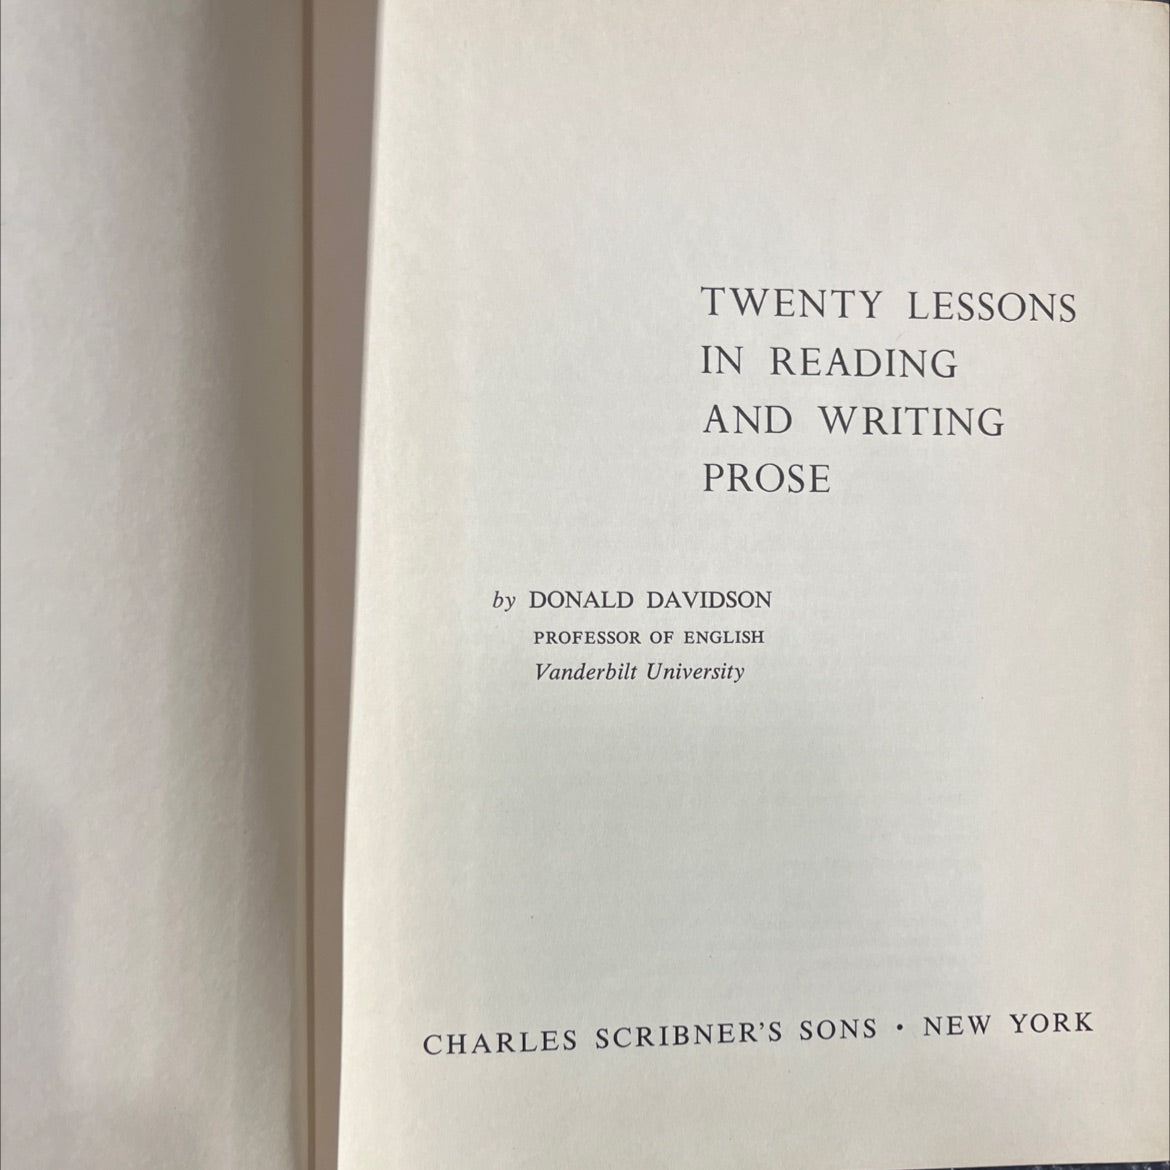 TWENTY LESSONS
IN READING
AND WRITING
PROSE
by DONALD DAVIDSON
PROFESSOR OF ENGLISH
Vanderbilt University
CHARLES SCRIBNER'S SONS • NEW YORK